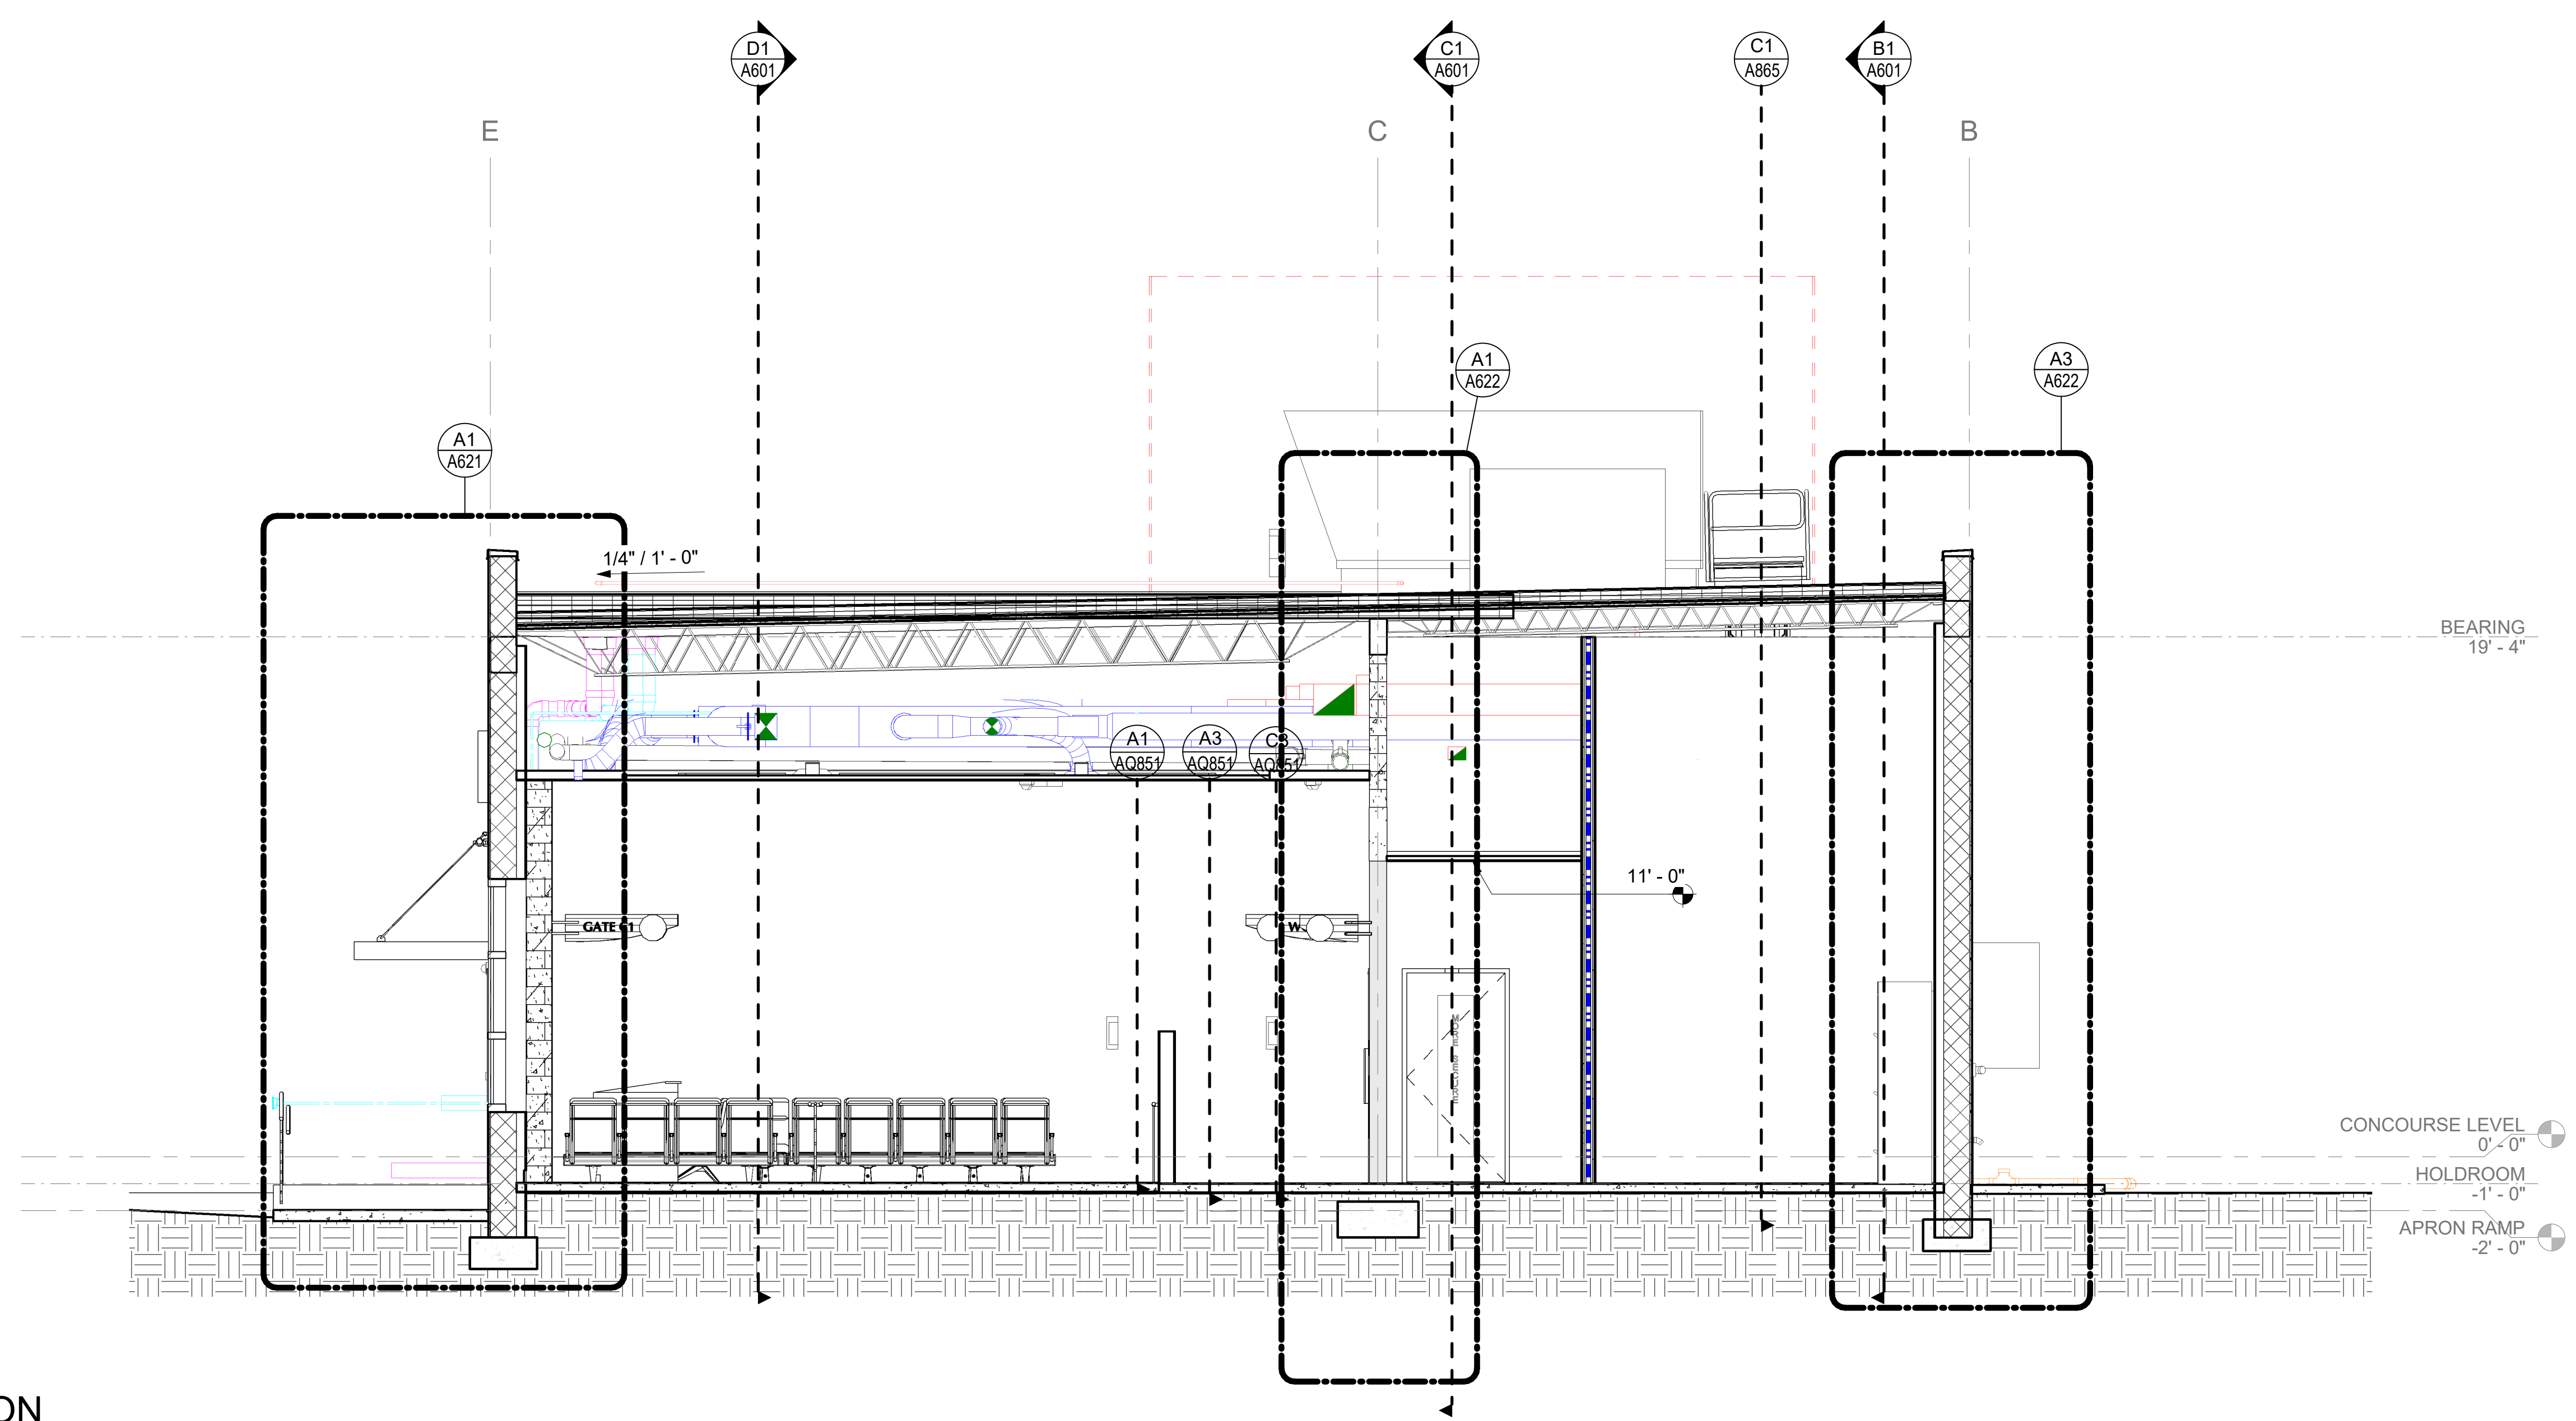 D1
A601
C1
A601
C1
A865
B1
A601
E
C
B
A1
A622
A3
A622
A1
A621
1/4" / 1' - 0"
BEARING
19' - 4"
A1
AQ851
A3
AQ851
C3
AQ851
11' - 0"
GATE C1
CONCOURSE LEVEL
0' - 0"
HOLDROOM
-1' - 0"
APRON RAMP
-2' - 0"
ON